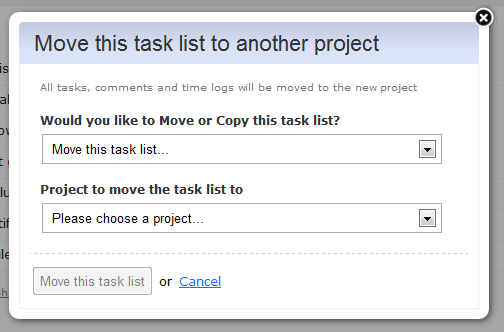 Move this task list to another project
All tasks, comments and time logs will be moved to the new project
Would you like to Move or Copy this task list?
Move this task list...
Project to move the task list to
Please choose a project...
Move this task list or Cancel